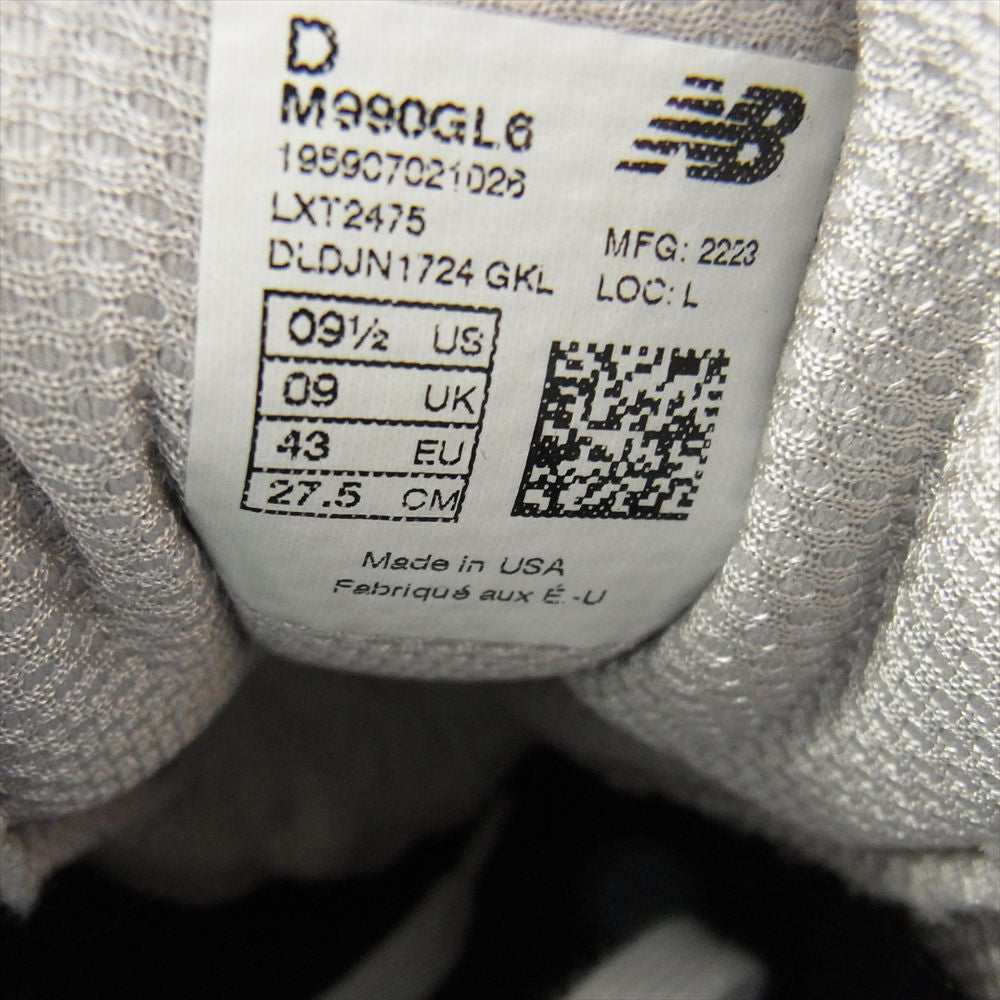 D
M990GL6
NB
195907021026
LXT2475
MFG: 2223
DLDJN1724 GKL
LOC: L
09½ US
09 UK
43 EU
27.5 CM
Made in USA
Fabriqué aux É.-U